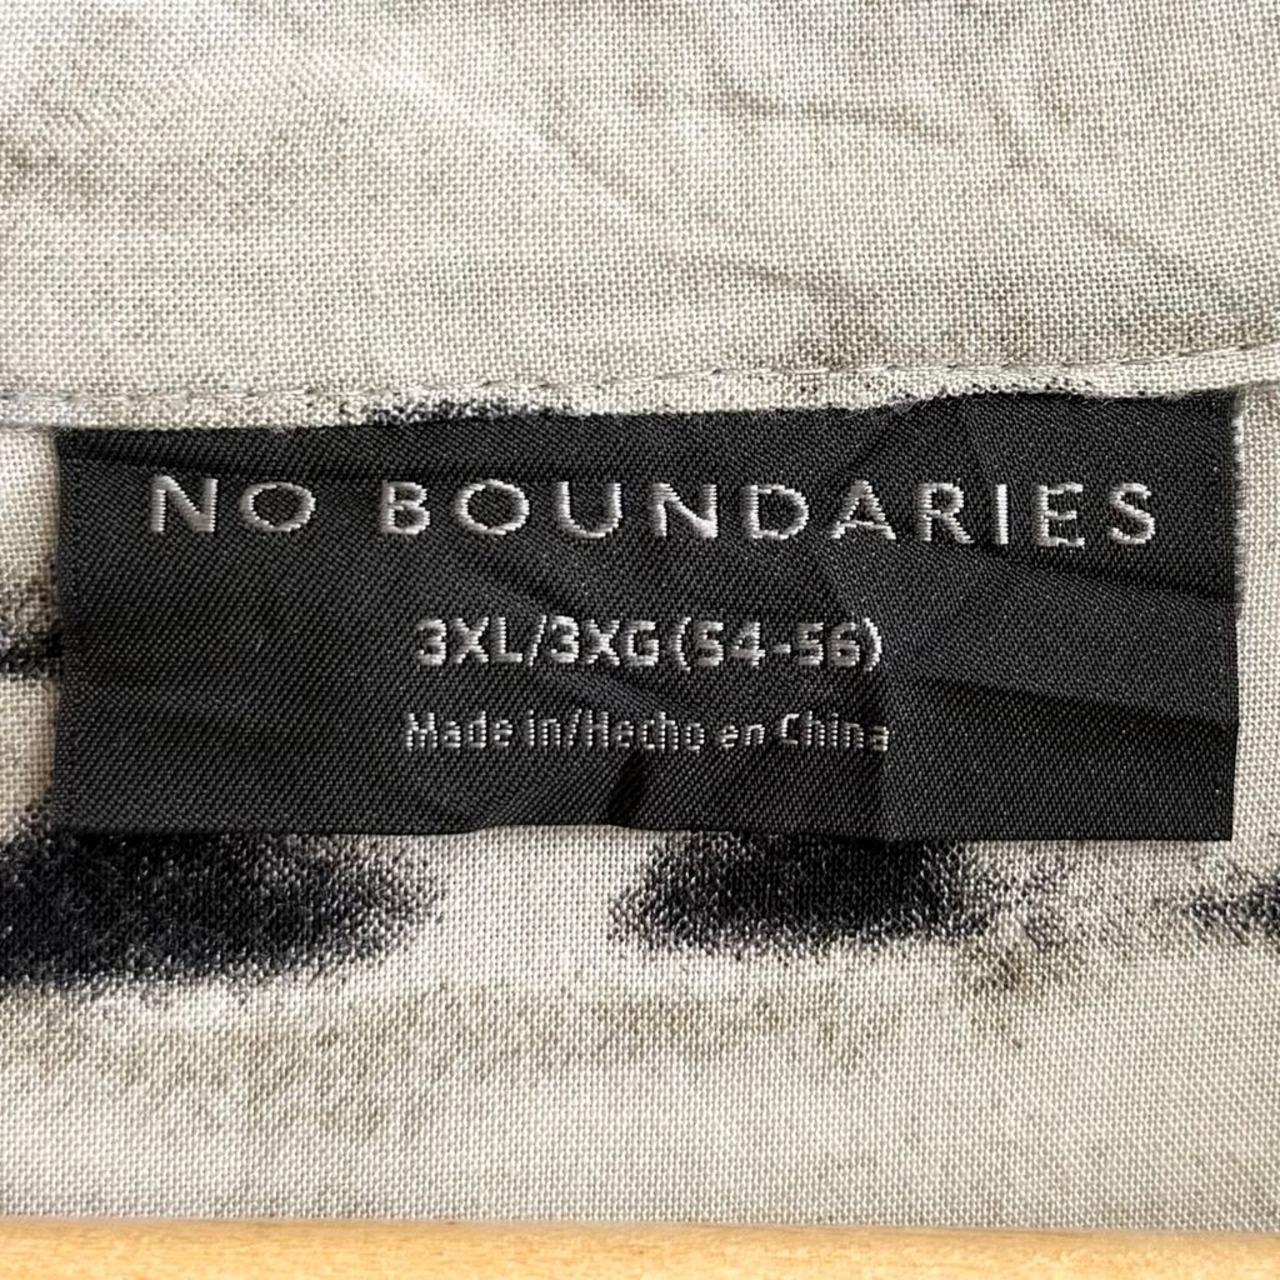 NO BOUNDARIES
3XL/3XG (54-56)
Made in/Hecho en China